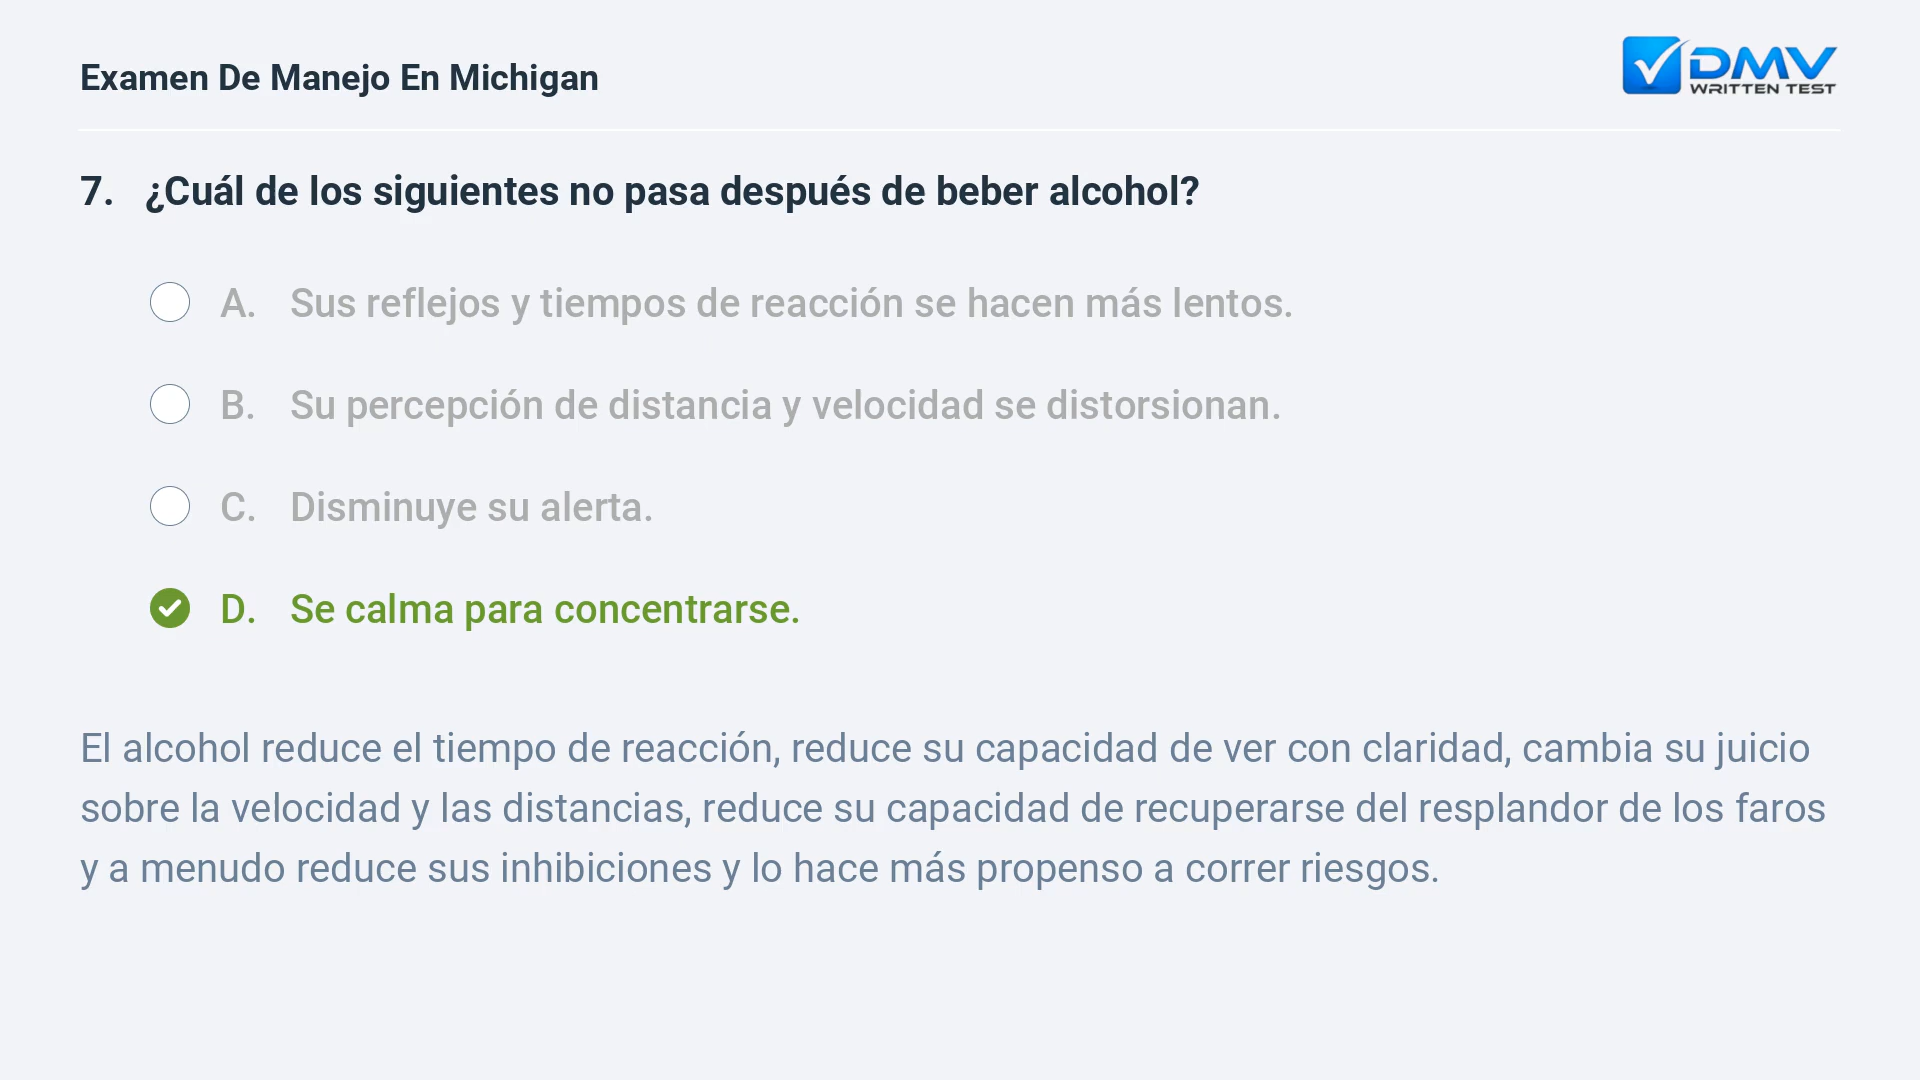 Examen De Manejo En Michigan
DMV
WRITTEN TEST
7. ¿Cuál de los siguientes no pasa después de beber alcohol?
A. Sus reflejos y tiempos de reacción se hacen más lentos.
B. Su percepción de distancia y velocidad se distorsionan.
C. Disminuye su alerta.
D. Se calma para concentrarse.
El alcohol reduce el tiempo de reacción, reduce su capacidad de ver con claridad, cambia su juicio
sobre la velocidad y las distancias, reduce su capacidad de recuperarse del resplandor de los faros
y a menudo reduce sus inhibiciones y lo hace más propenso a correr riesgos.